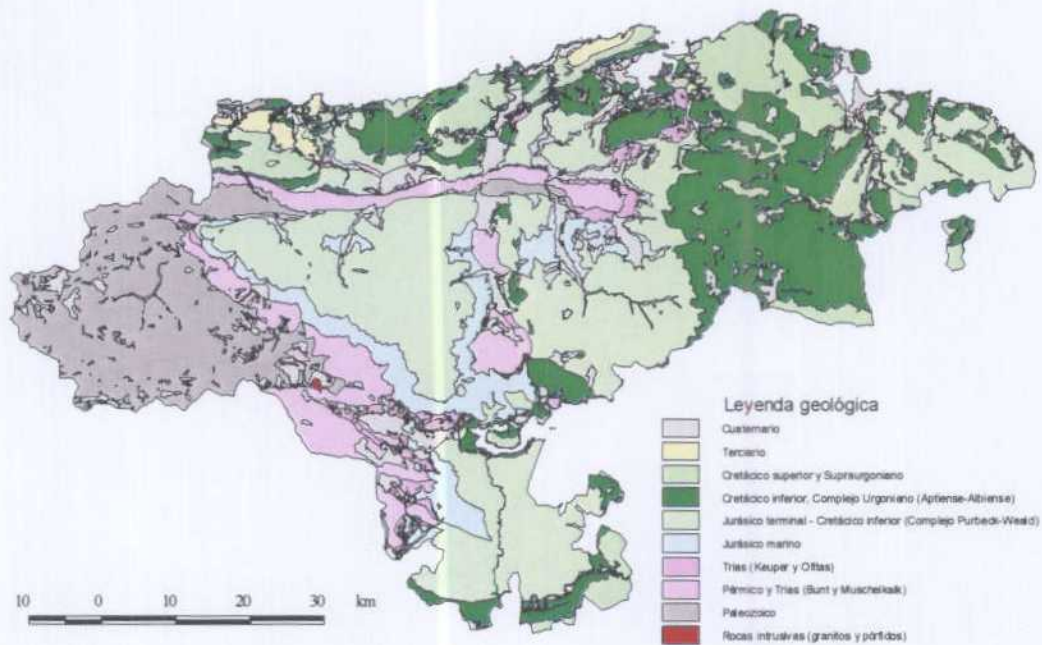 Leyenda geológica
Cuaternario
Terciario
Cretácico superior y Supraurgoniano
Cretácico inferior. Complejo Urgoniano (Aptiense-Albiense)
Jurásico terminal - Cretácico inferior (Complejo Purbeck-Weald)
Jurásico marino
Trias (Keuper y Ofitas)
Pérmico y Trias (Bunt y Muschelkalk)
Paleozoico
Rocas intrusivas (granitos y pórfidos)
10 0 10 20 30 km